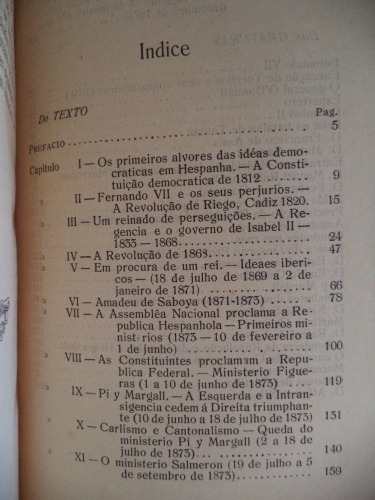 Indice
Do TEXTO
Pag.
PREFACIO 5
Capitulo I — Os primeiros alvores das idéas demo-
craticas em Hespanha. — A Consti-
tuição democratica de 1812 — 9
» II — Fernando VII e os seus perjurios. —
A Revolução de Riego, Cadiz 1820. 15
» III — Um reinado de perseguições. — A Re-
gencia e o governo de Isabel II —
1833 — 1868. 24
» IV — A Revolução de 1868. 47
» V — Em procura de um rei. — Ideaes iberi-
cos — (18 de julho de 1869 a 2 de
janeiro de 1871) 66
» VI — Amadeu de Saboya (1871-1873) 78
» VII — A Assembléa Nacional proclama a Re-
publica Hespanhola — Primeiros mi-
nisterios (1873 — 10 de fevereiro a
1 de junho) 100
» VIII — As Constituintes proclamam a Repu-
blica Federal. — Ministerio Figue-
ras (1 a 10 de junho de 1873) 119
» IX — Pi y Margall. — A Esquerda e a Intran-
sigencia cedem á Direita triumphan-
te (10 de junho a 18 de julho de 1873) 131
» X — Carlismo e Cantonalismo — Queda do
ministerio Pi y Margall (2 a 18 de
julho de 1873) 140
» XI — O ministerio Salmeron (19 de julho a 5
de setembro de 1873) 159